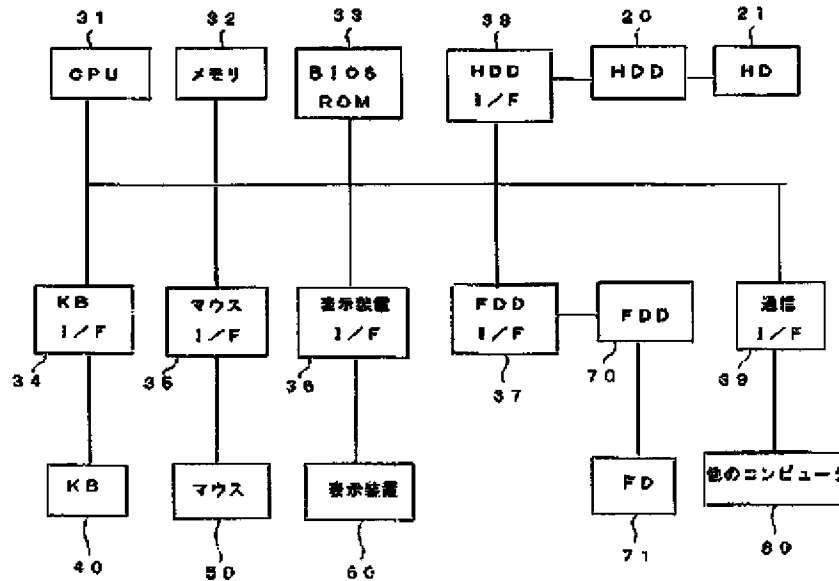 31
32
33
38
20
21
CPU
メモリ
BIOS
ROM
HDD
I/F
HDD
HD
KB
I/F
マウス
I/F
表示装置
I/F
FDD
I/F
FDD
通信
I/F
34
35
36
37
70
39
KB
マウス
表示装置
FD
他のコンピュータ
40
50
60
71
80